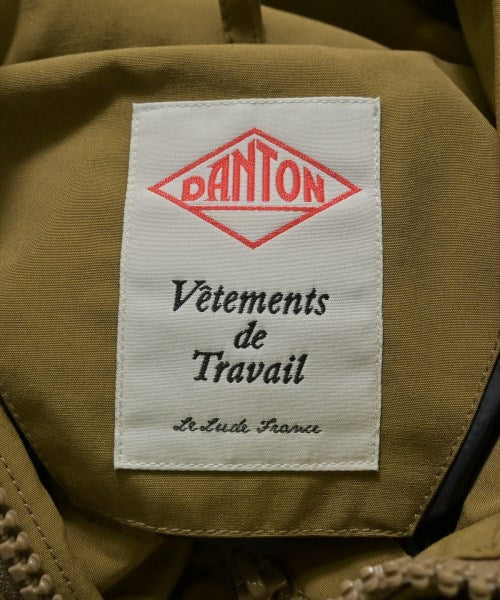 DANTON
Vêtements
de
Travail
Le Lude France